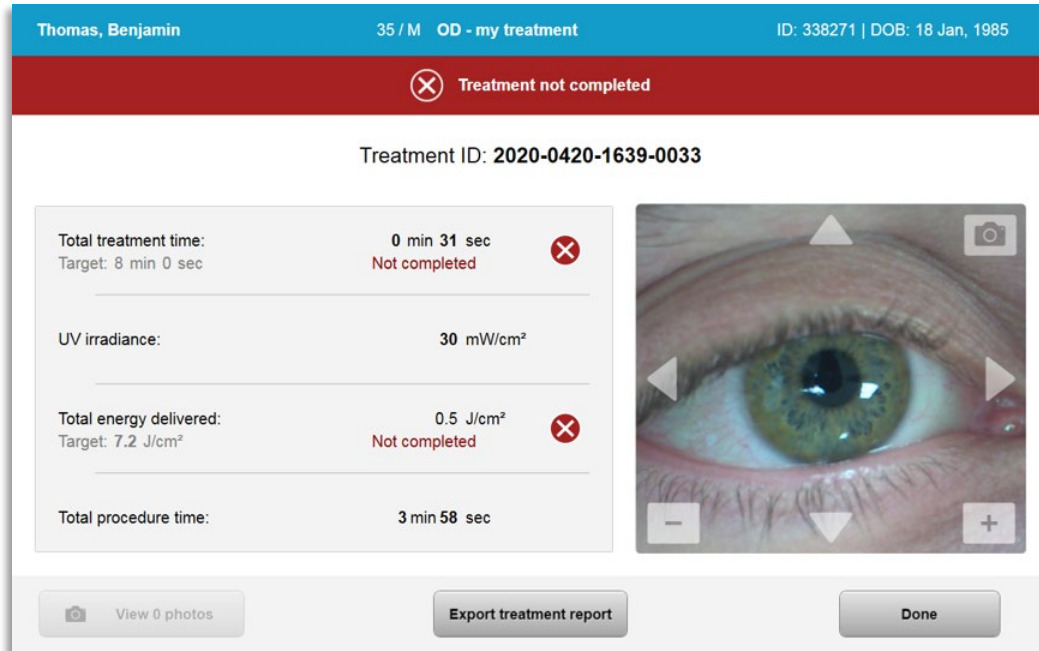 Thomas, Benjamin 35 / M OD - my treatment ID: 338271 | DOB: 18 Jan, 1985
Treatment not completed
Treatment ID: 2020-0420-1639-0033
Total treatment time: 0 min 31 sec
Target: 8 min 0 sec Not completed
UV irradiance: 30 mW/cm²
Total energy delivered: 0.5 J/cm²
Target: 7.2 J/cm² Not completed
Total procedure time: 3 min 58 sec
View 0 photos Export treatment report Done